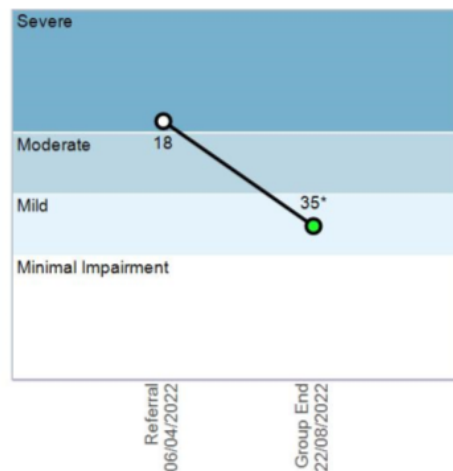 Severe
18
Moderate
Mild
35*
Minimal Impairment
Referral
06/04/2022
Group End
22/08/2022